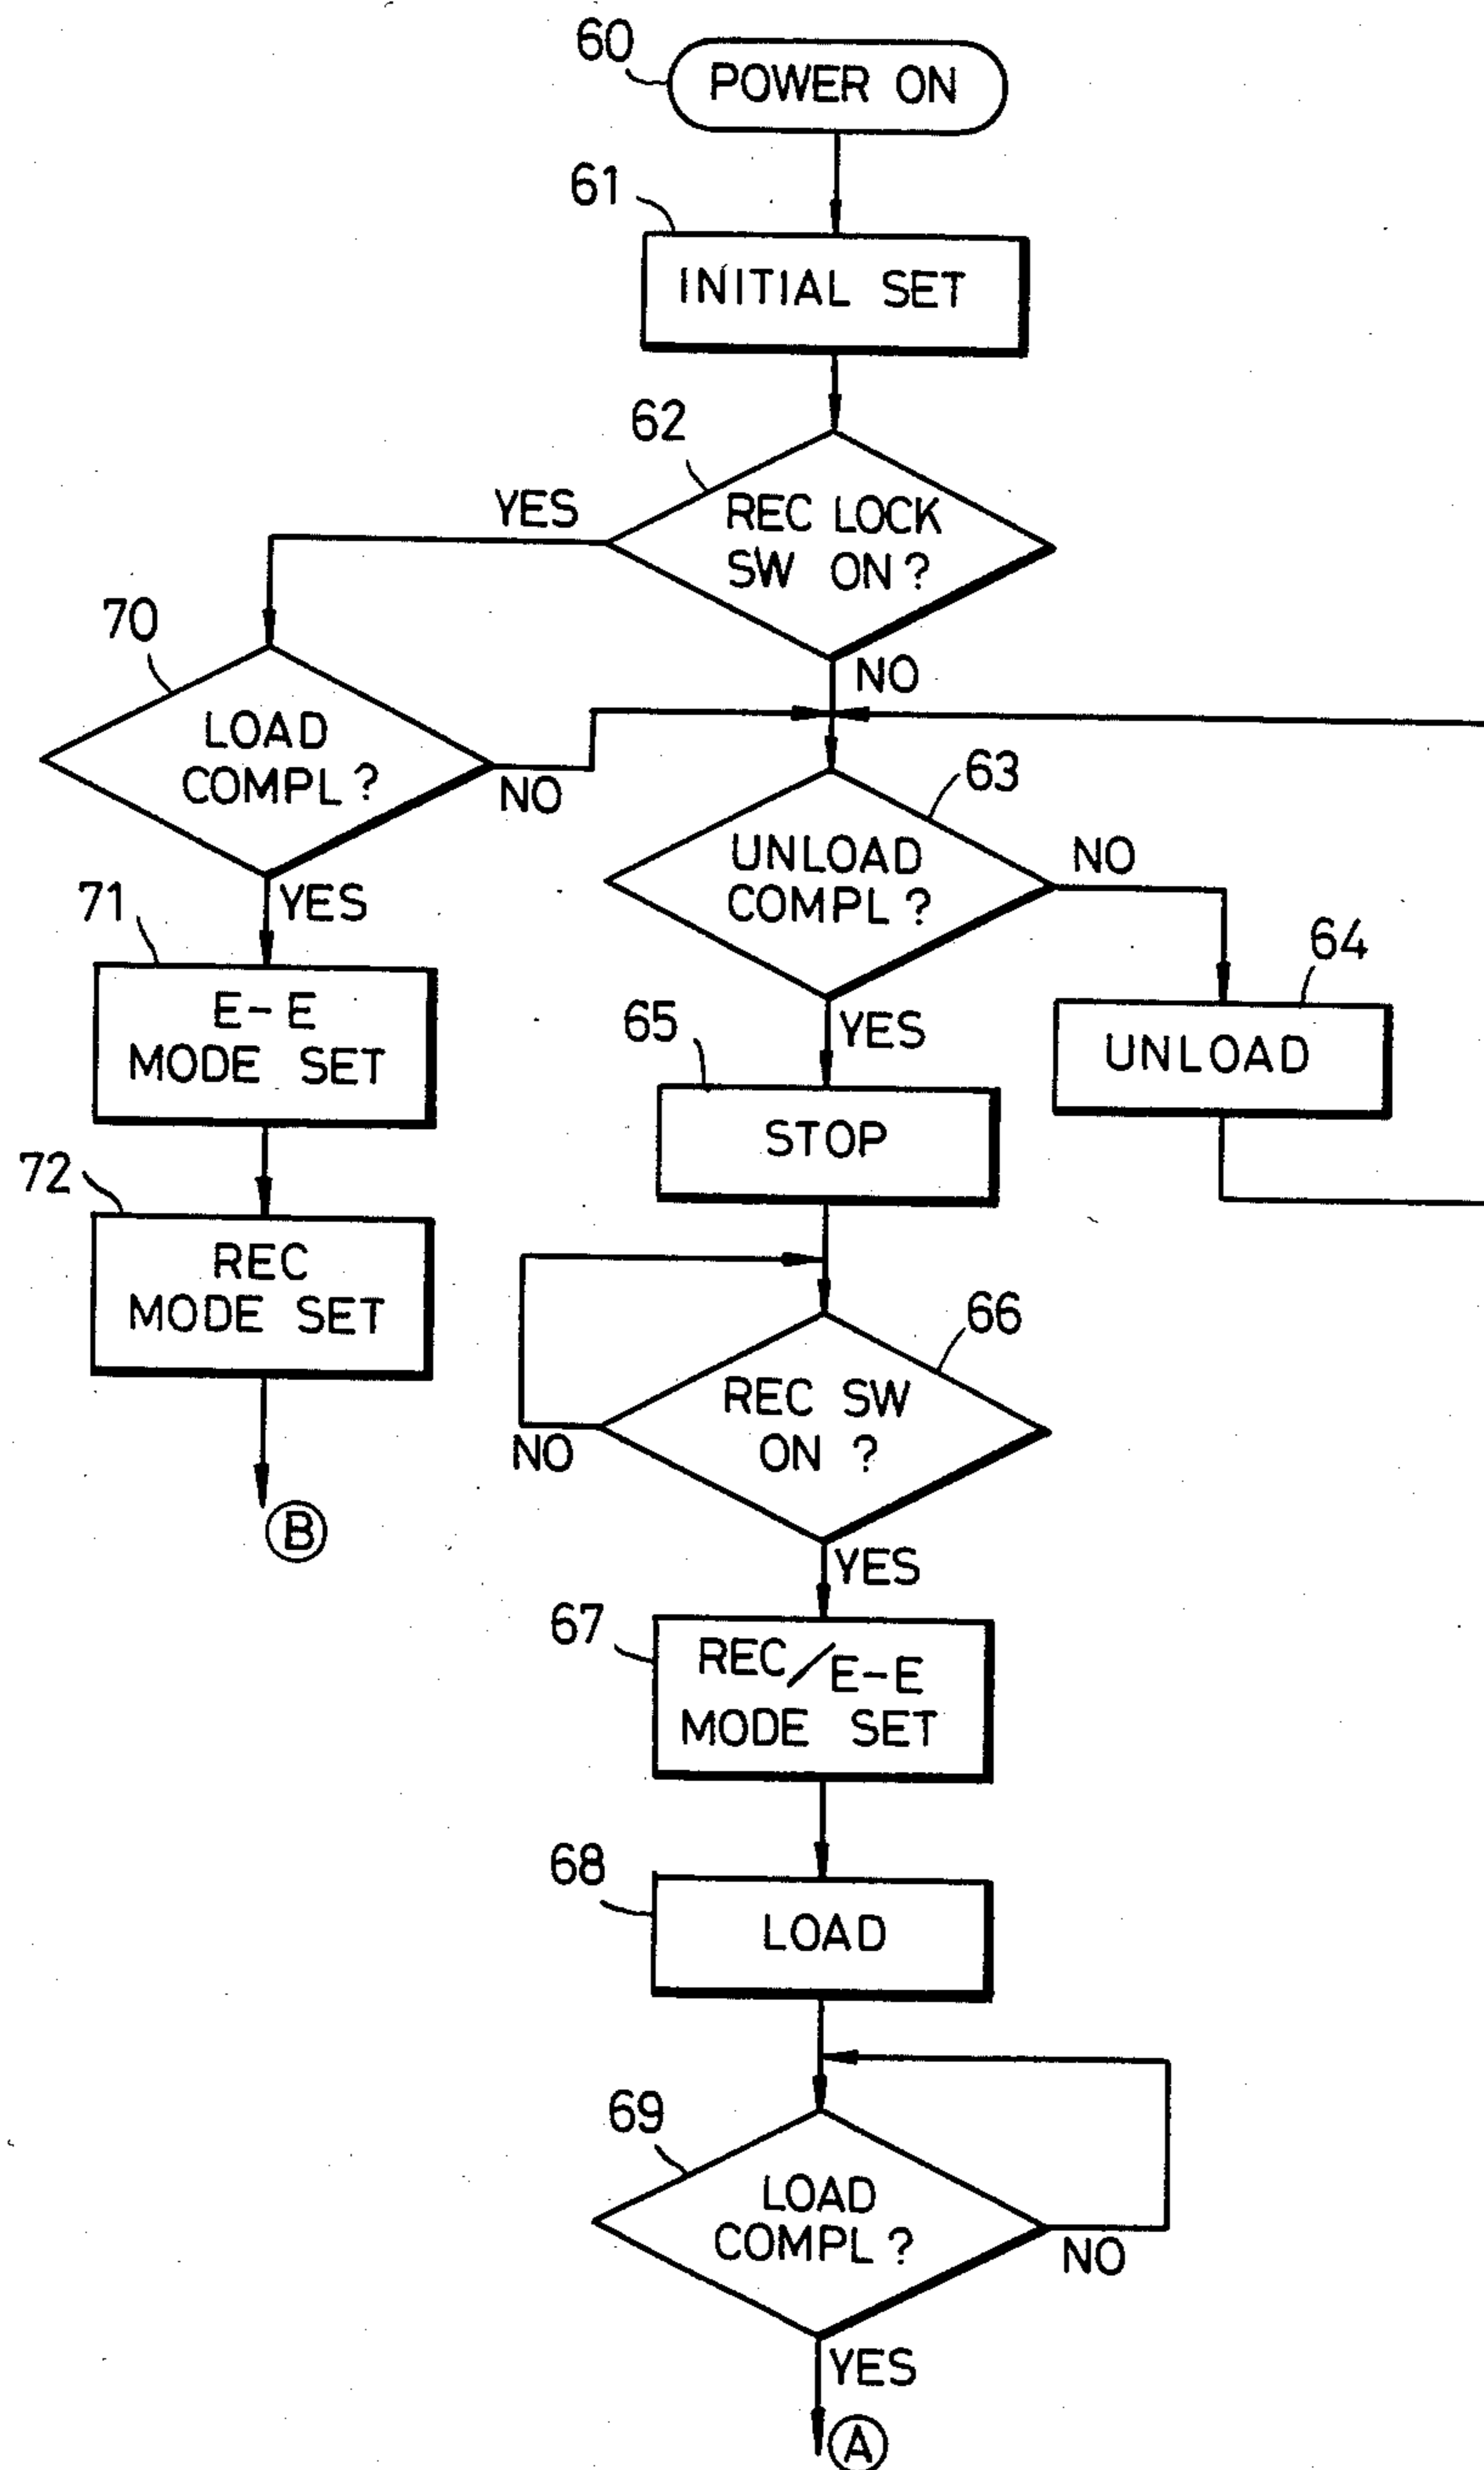 60
POWER ON
61
INITIAL SET
62
REC LOCK
SW ON?
YES
NO
70
LOAD
COMPL?
NO
YES
63
UNLOAD
COMPL?
NO
YES
64
UNLOAD
71
E-E
MODE SET
65
STOP
72
REC
MODE SET
B
66
REC SW
ON ?
NO
YES
67
REC/E-E
MODE SET
68
LOAD
69
LOAD
COMPL?
NO
YES
A